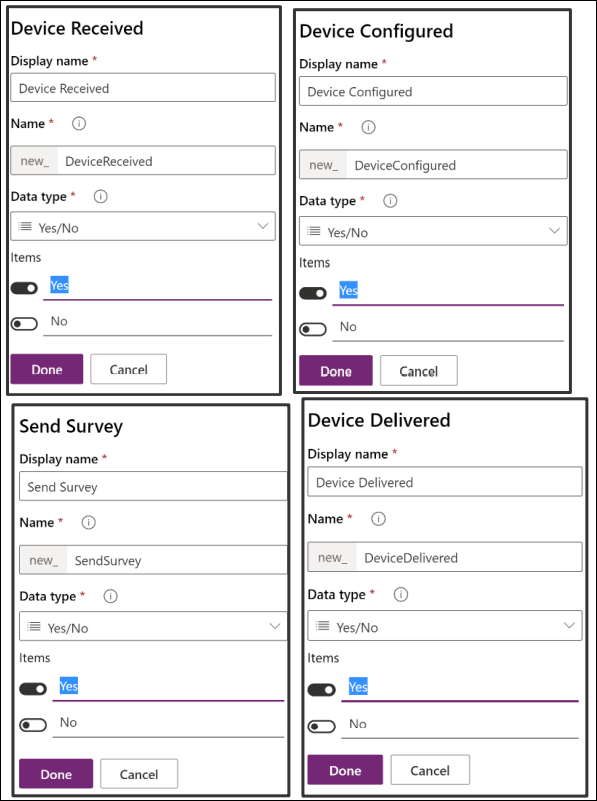 Device Received
Display name *
Device Received
Name *
new_ DeviceReceived
Data type *
Yes/No
Items
Yes
No
Done Cancel
Device Configured
Display name *
Device Configured
Name *
new_ DeviceConfigured
Data type *
Yes/No
Items
Yes
No
Done Cancel
Send Survey
Display name *
Send Survey
Name *
new_ SendSurvey
Data type *
Yes/No
Items
Yes
No
Done Cancel
Device Delivered
Display name *
Device Delivered
Name *
new_ DeviceDelivered
Data type *
Yes/No
Items
Yes
No
Done Cancel